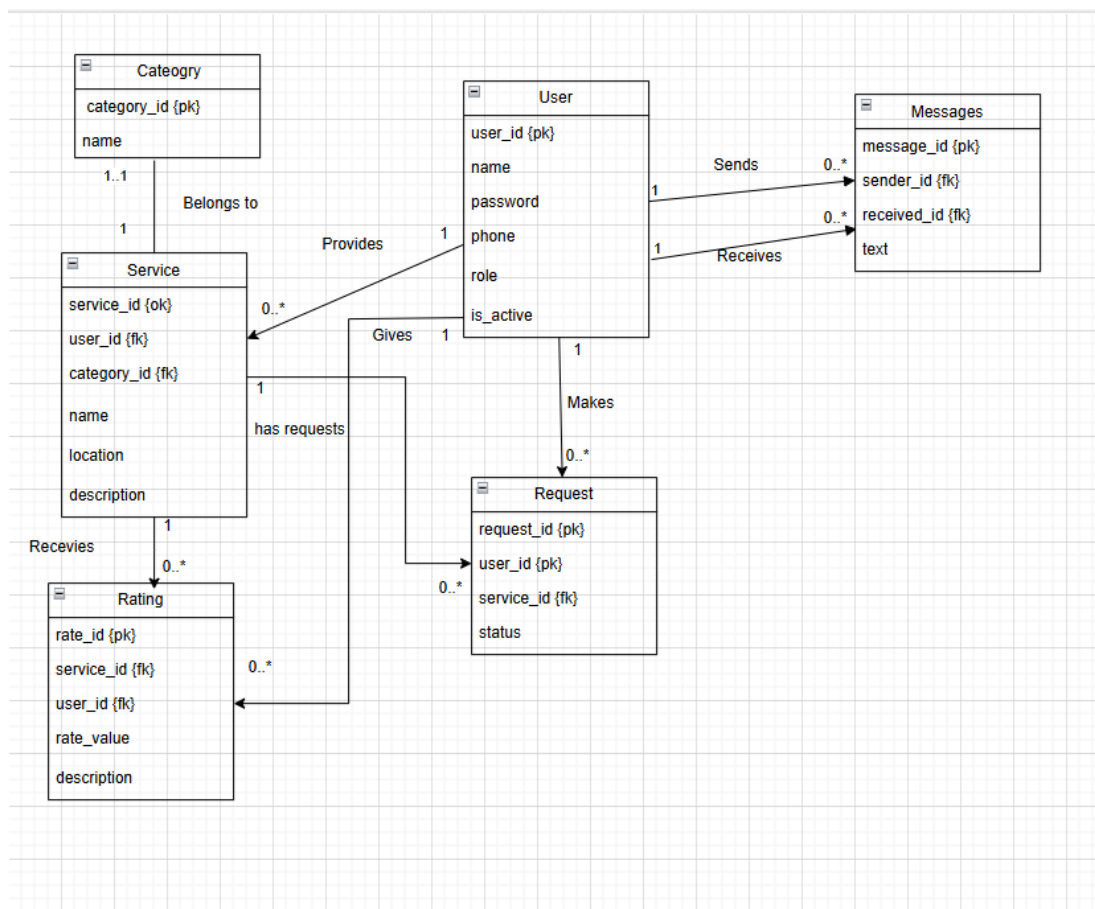 Cateogry
category_id {pk}
name
1..1
Belongs to
1
Service
service_id {ok}
user_id {fk}
category_id {fk}
name
location
description
1
Recevies
0..*
Rating
rate_id {pk}
service_id {fk}
user_id {fk}
rate_value
description
0..*
Provides
1
0..*
Gives
1
1
has requests
0..*
User
user_id {pk}
name
password
phone
role
is_active
1
Makes
0..*
Request
request_id {pk}
user_id {pk}
service_id {fk}
status
Sends
1
0..*
1
Receives
0..*
Messages
message_id {pk}
sender_id {fk}
received_id {fk}
text